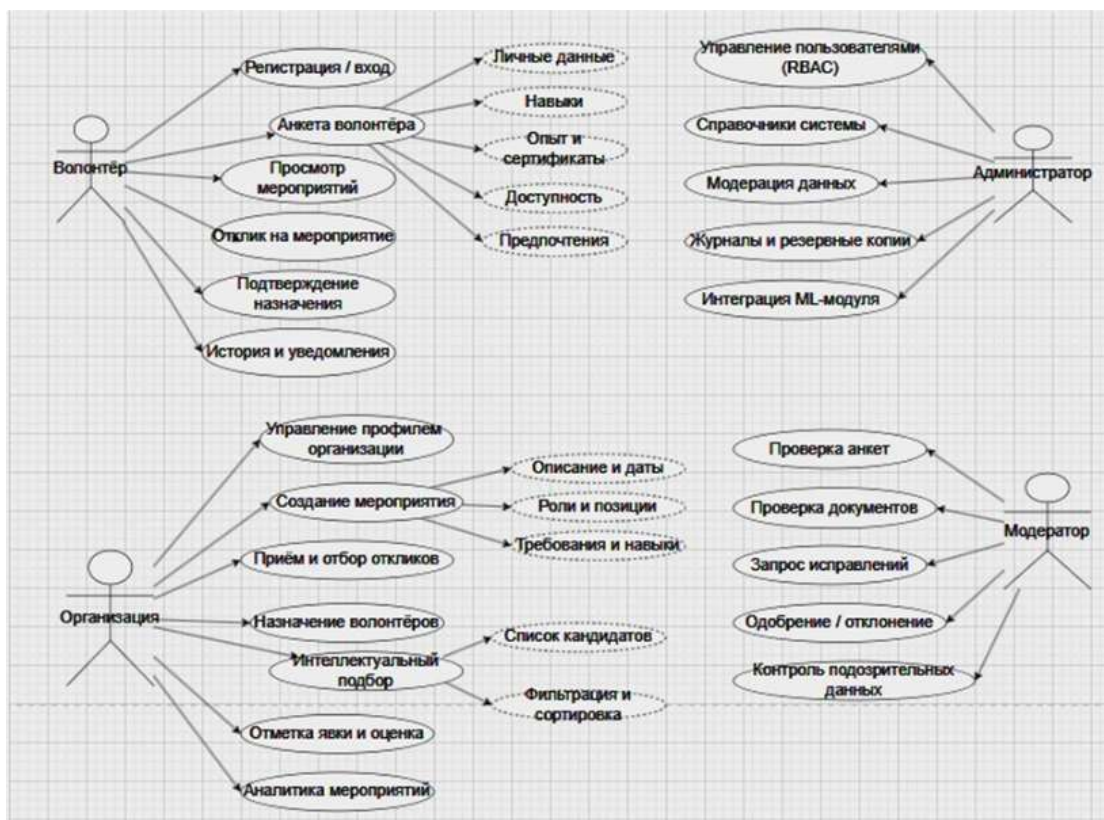 Волонтёр
Регистрация / вход
Анкета волонтёра
Просмотр
мероприятий
Отклик на мероприятие
Подтверждение
назначения
История и уведомления
Личные данные
Навыки
Опыт и
сертификаты
Доступность
Предпочтения
Управление пользователями
(RBAC)
Справочники системы
Модерация данных
Журналы и резервные копии
Интеграция ML-модуля
Администратор
Организация
Управление профилем
организации
Создание мероприятия
Приём и отбор откликов
Назначение волонтёров
Интеллектуальный
подбор
Отметка явки и оценка
Аналитика мероприятий
Описание и даты
Роли и позиции
Требования и навыки
Список кандидатов
Фильтрация и
сортировка
Проверка анкет
Проверка документов
Запрос исправлений
Одобрение / отклонение
Контроль подозрительных
данных
Модератор